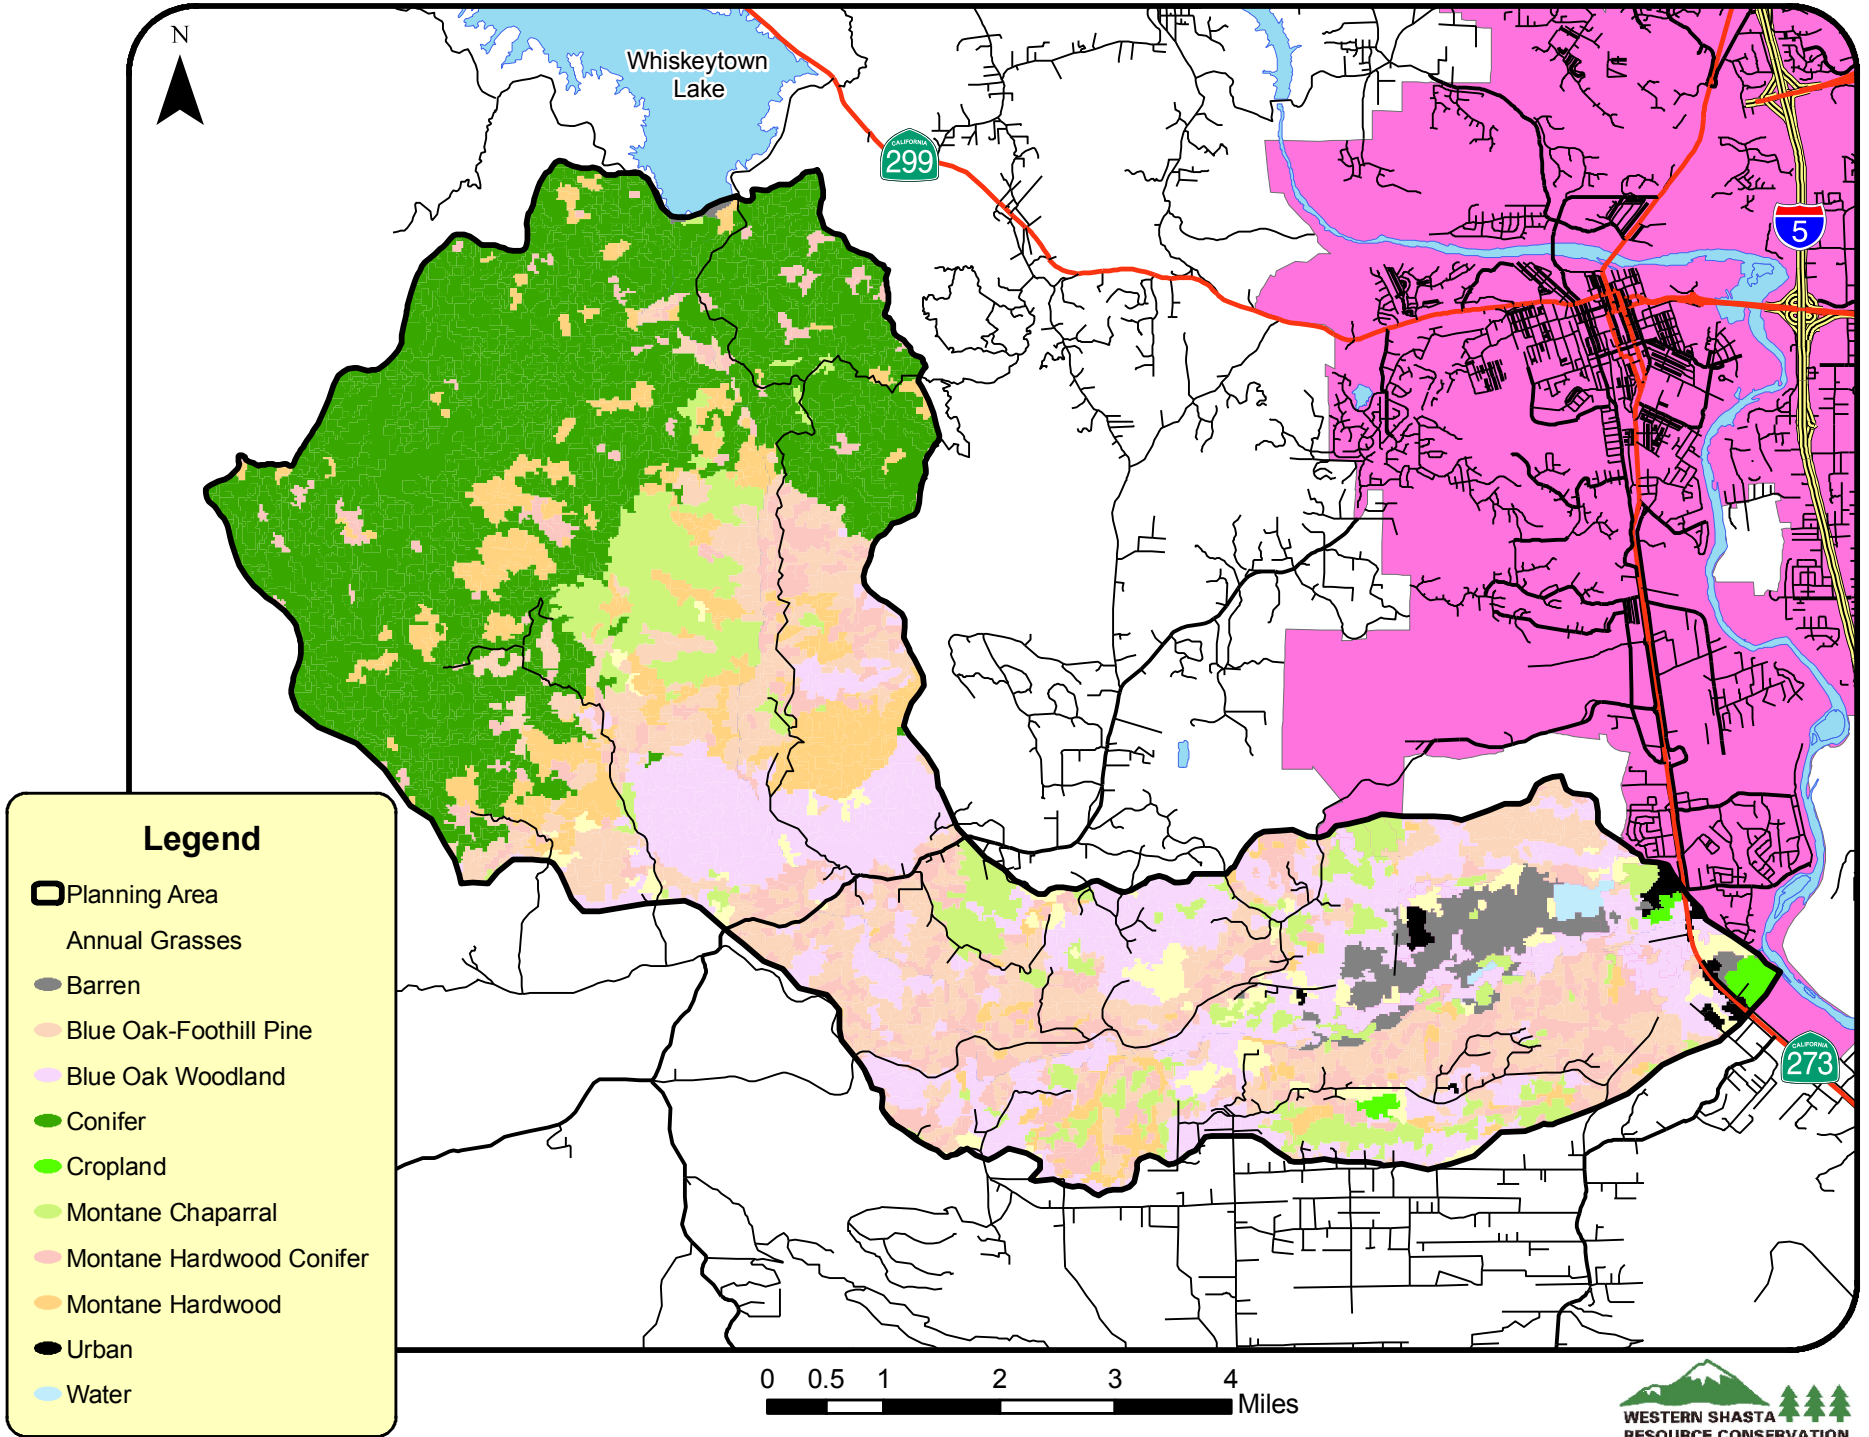 N
Whiskeytown
Lake
CALIFORNIA
299
5
Legend
Planning Area
Annual Grasses
Barren
Blue Oak-Foothill Pine
Blue Oak Woodland
Conifer
Cropland
Montane Chaparral
Montane Hardwood Conifer
Montane Hardwood
Urban
Water
CALIFORNIA
273
0 0.5 1 2 3 4
Miles
WESTERN SHASTA
RESOURCE CONSERVATION